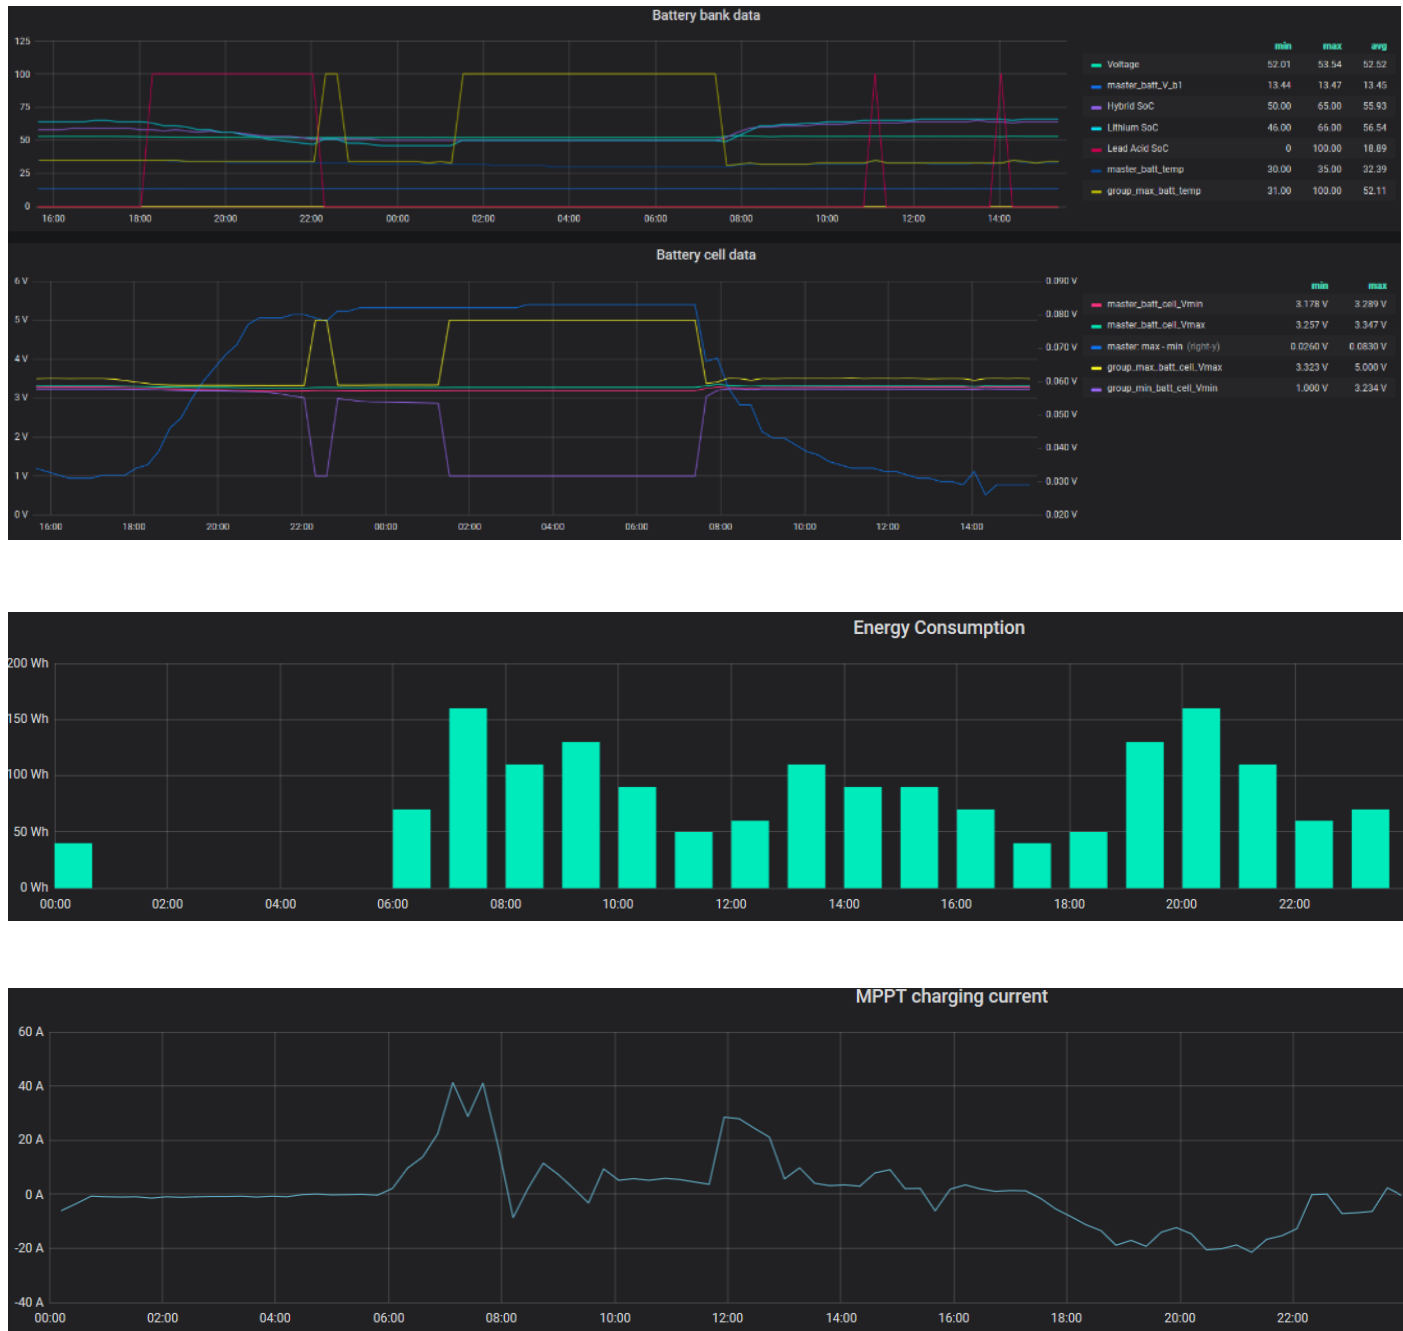 Battery bank data
125
100
75
50
25
0
16:00 18:00 20:00 22:00 00:00 02:00 04:00 06:00 08:00 10:00 12:00 14:00
min max avg
Voltage 52.01 53.54 52.52
master_batt_V_b1 13.44 13.47 13.45
Hybrid SoC 50.00 65.00 55.93
Lithium SoC 46.00 66.00 56.54
Lead Acid SoC 0 100.00 18.89
master_batt_temp 30.00 35.00 32.39
group_max_batt_temp 31.00 100.00 52.11
Battery cell data
6 V
5 V
4 V
3 V
2 V
1 V
0 V
0.090 V
0.080 V
0.070 V
0.060 V
0.050 V
0.040 V
0.030 V
0.020 V
16:00 18:00 20:00 22:00 00:00 02:00 04:00 06:00 08:00 10:00 12:00 14:00
min max
master_batt_cell_Vmin 3.178 V 3.289 V
master_batt_cell_Vmax 3.257 V 3.347 V
master: max - min (right-y) 0.0260 V 0.0830 V
group_max_batt_cell_Vmax 3.323 V 5.000 V
group_min_batt_cell_Vmin 1.000 V 3.234 V
Energy Consumption
200 Wh
150 Wh
100 Wh
50 Wh
0 Wh
00:00 02:00 04:00 06:00 08:00 10:00 12:00 14:00 16:00 18:00 20:00 22:00
MPPT charging current
60 A
40 A
20 A
0 A
-20 A
-40 A
00:00 02:00 04:00 06:00 08:00 10:00 12:00 14:00 16:00 18:00 20:00 22:00